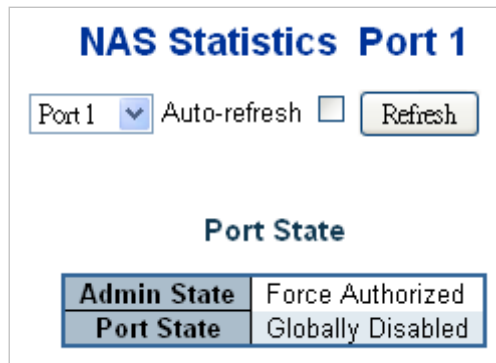 NAS Statistics Port 1
Port 1 Auto-refresh Refresh
Port State
Admin State Force Authorized
Port State Globally Disabled